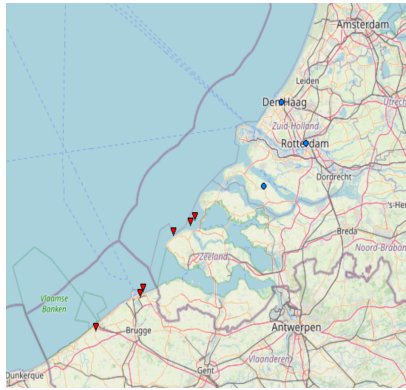 Amsterdam
Leiden
Den Haag
Utrech
Zuid-Holland
Rotterdam
Dordrecht
's-Her
Breda
Noord-Braban
Zeeland
Vlaamse
Banken
Brugge
Antwerpen
Vlaanderen
Gent
Dunkerque